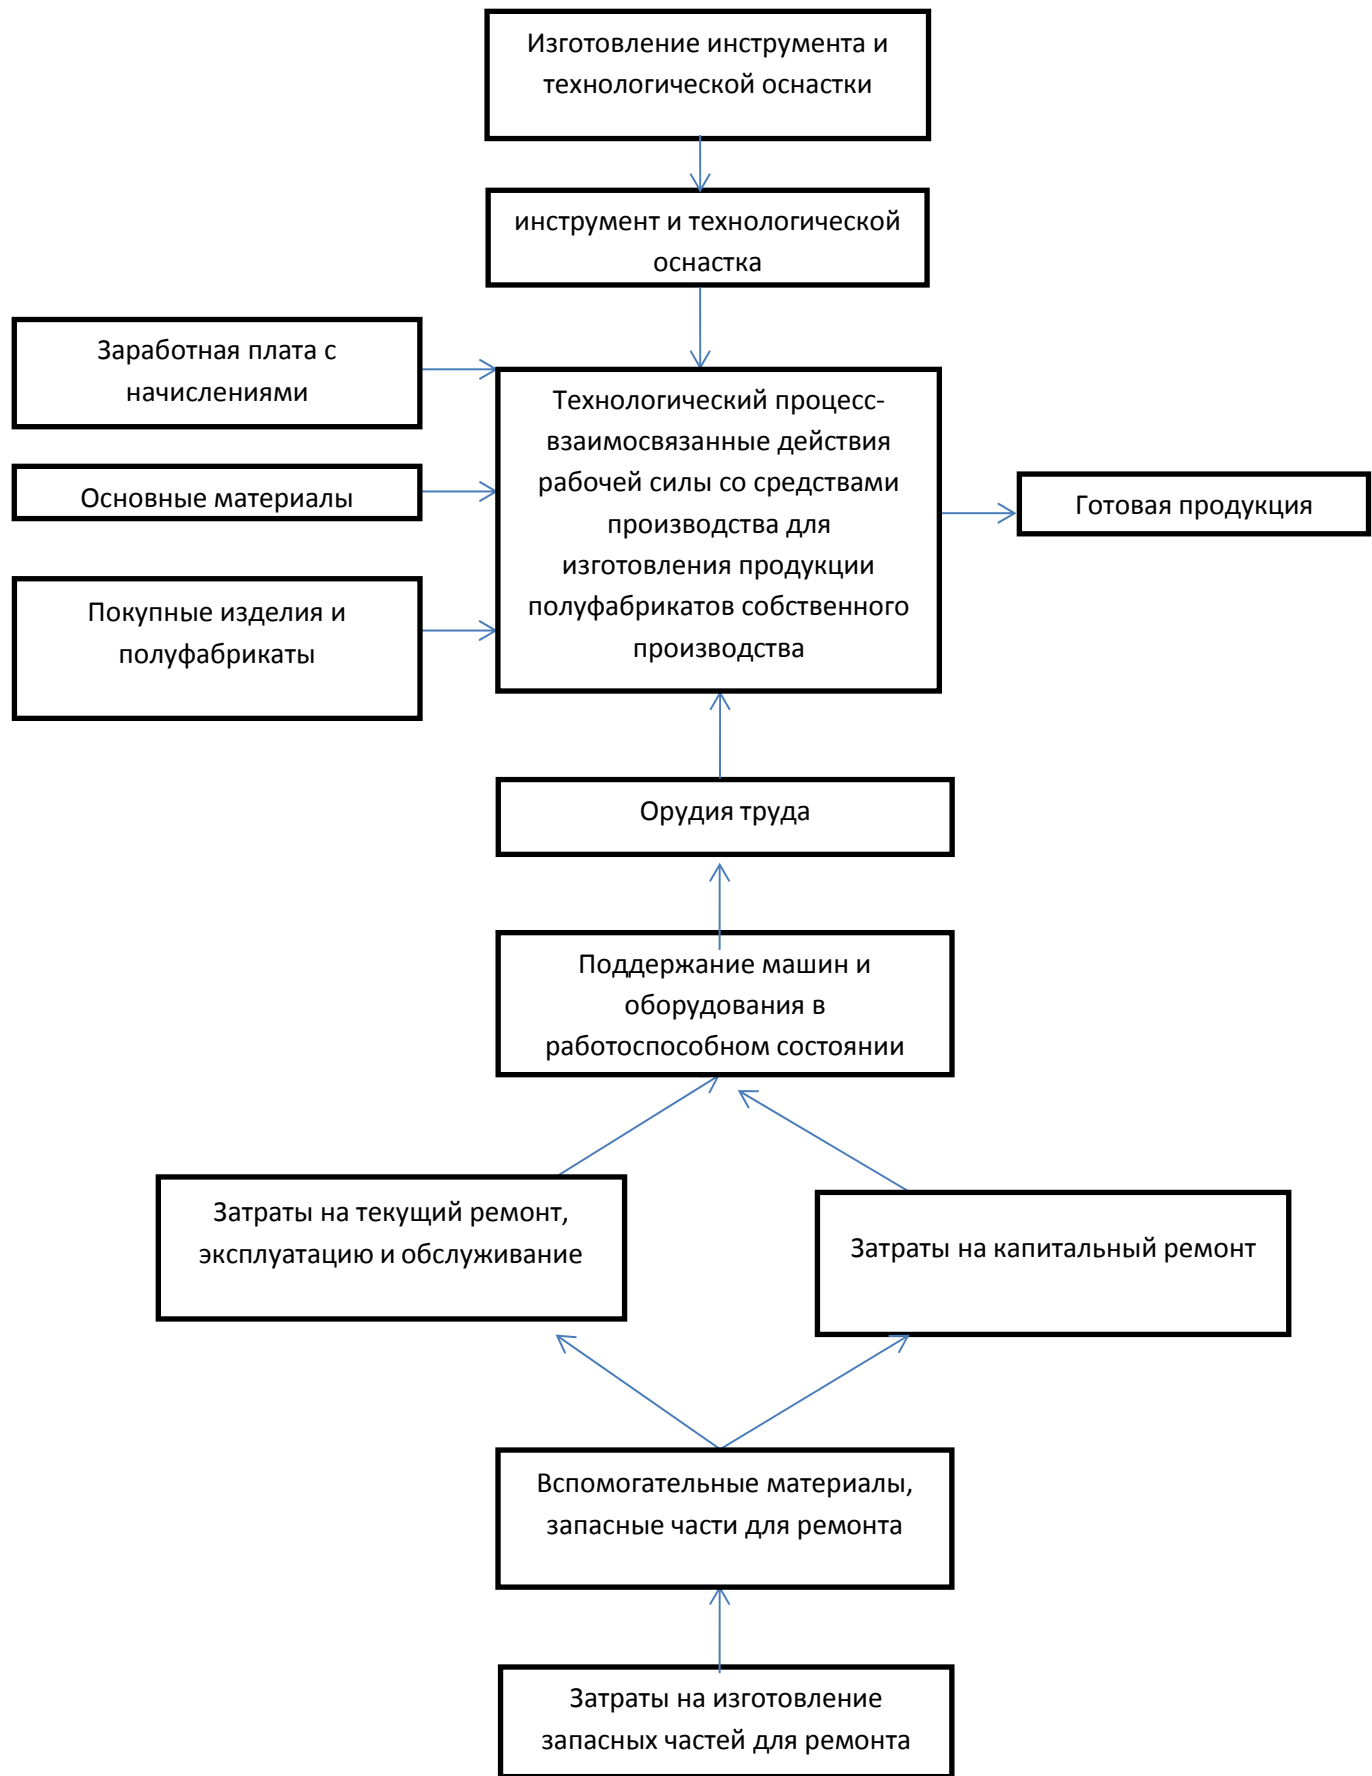 Изготовление инструмента и
технологической оснастки
инструмент и технологической
оснастка
Заработная плата с
начислениями
Основные материалы
Покупные изделия и
полуфабрикаты
Технологический процесс-
взаимосвязанные действия
рабочей силы со средствами
производства для
изготовления продукции
полуфабрикатов собственного
производства
Готовая продукция
Орудия труда
Поддержание машин и
оборудования в
работоспособном состоянии
Затраты на текущий ремонт,
эксплуатацию и обслуживание
Затраты на капитальный ремонт
Вспомогательные материалы,
запасные части для ремонта
Затраты на изготовление
запасных частей для ремонта